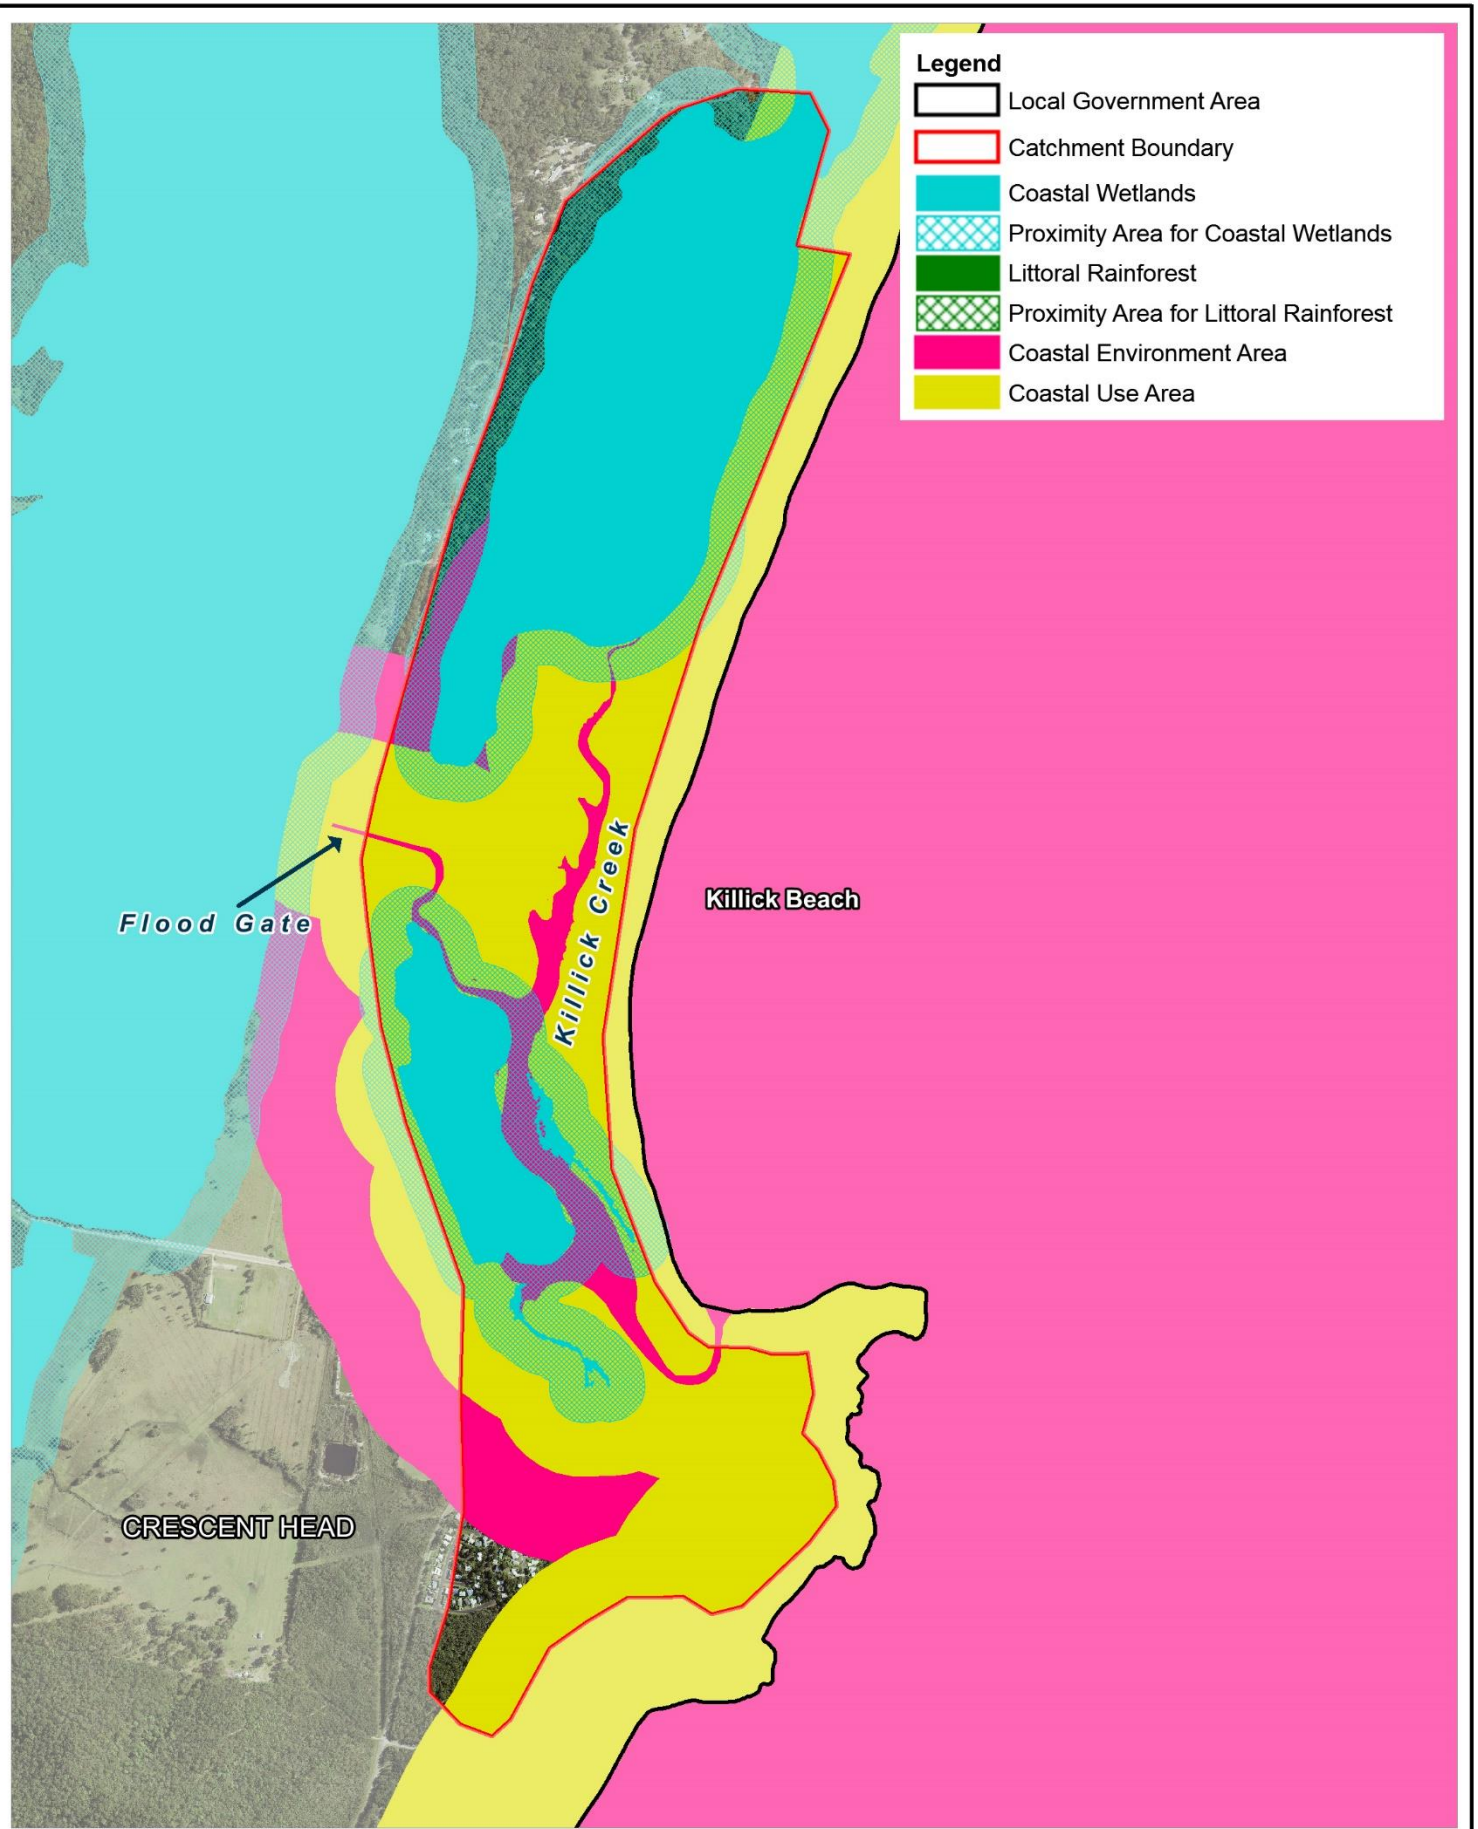 Legend
Local Government Area
Catchment Boundary
Coastal Wetlands
Proximity Area for Coastal Wetlands
Littoral Rainforest
Proximity Area for Littoral Rainforest
Coastal Environment Area
Coastal Use Area
Killick Creek
Killick Beach
Flood Gate
CRESCENT HEAD